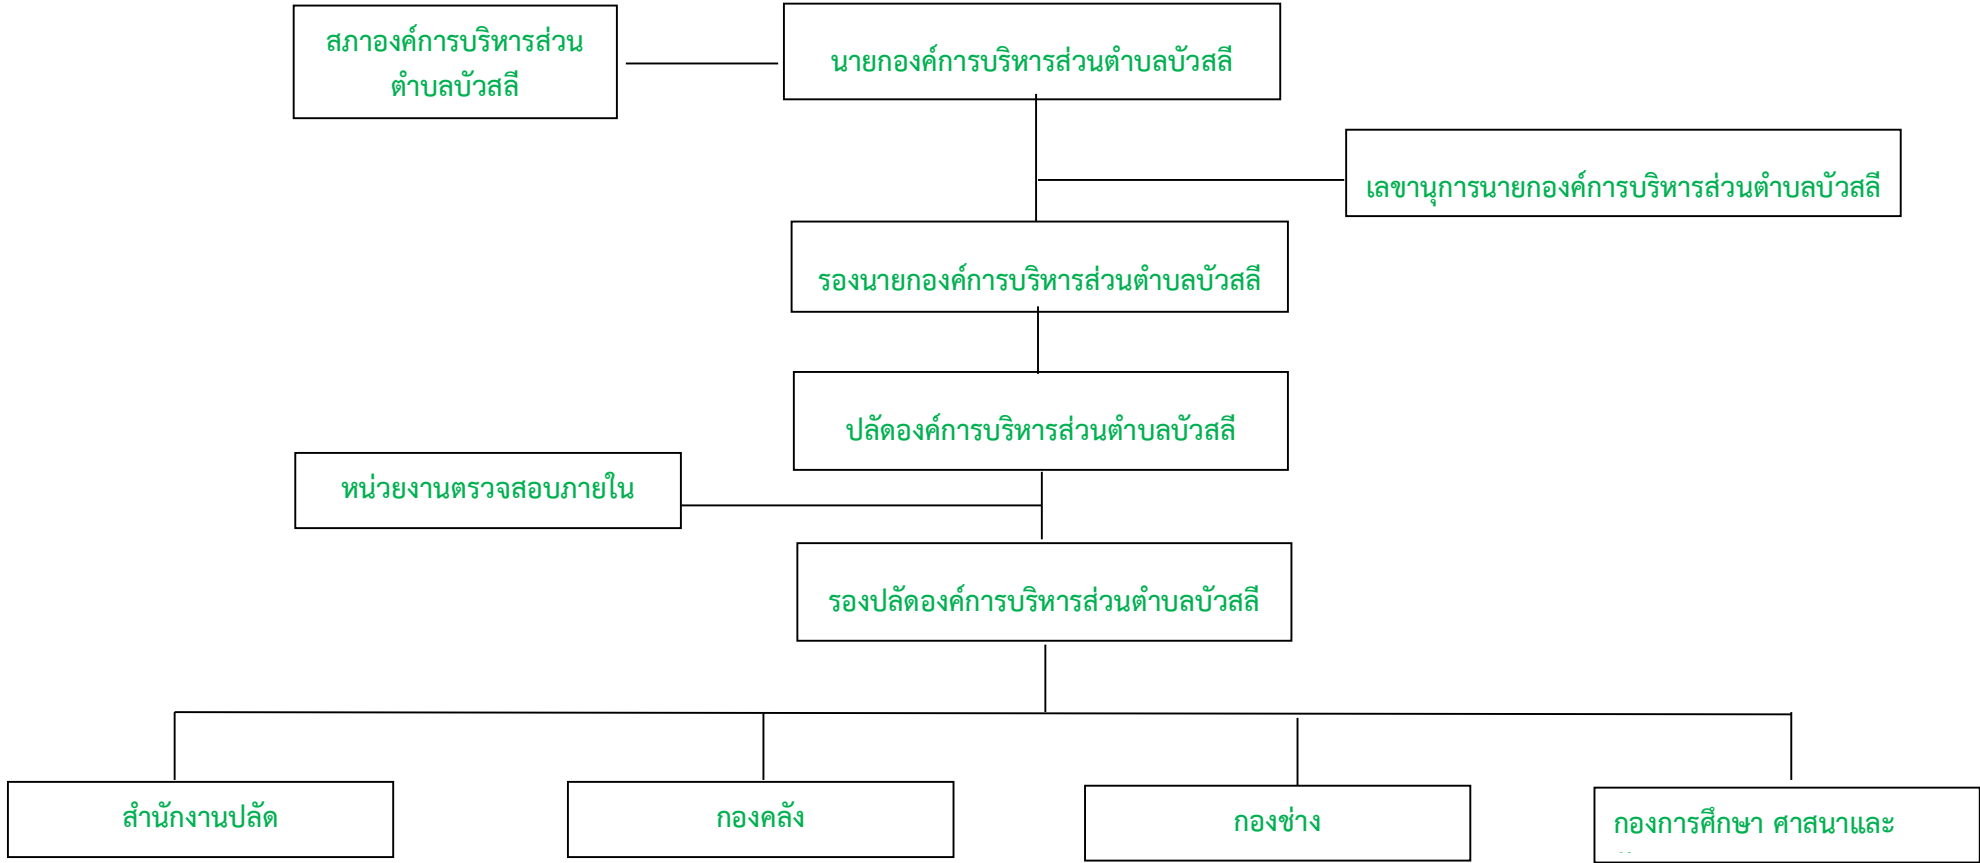 สภาองค์การบริหารส่วน
ตำบลบัวสลี
นายกองค์การบริหารส่วนตำบลบัวสลี
เลขานุการนายกองค์การบริหารส่วนตำบลบัวสลี
รองนายกองค์การบริหารส่วนตำบลบัวสลี
ปลัดองค์การบริหารส่วนตำบลบัวสลี
หน่วยงานตรวจสอบภายใน
รองปลัดองค์การบริหารส่วนตำบลบัวสลี
สำนักงานปลัด
กองคลัง
กองช่าง
กองการศึกษา ศาสนาและ